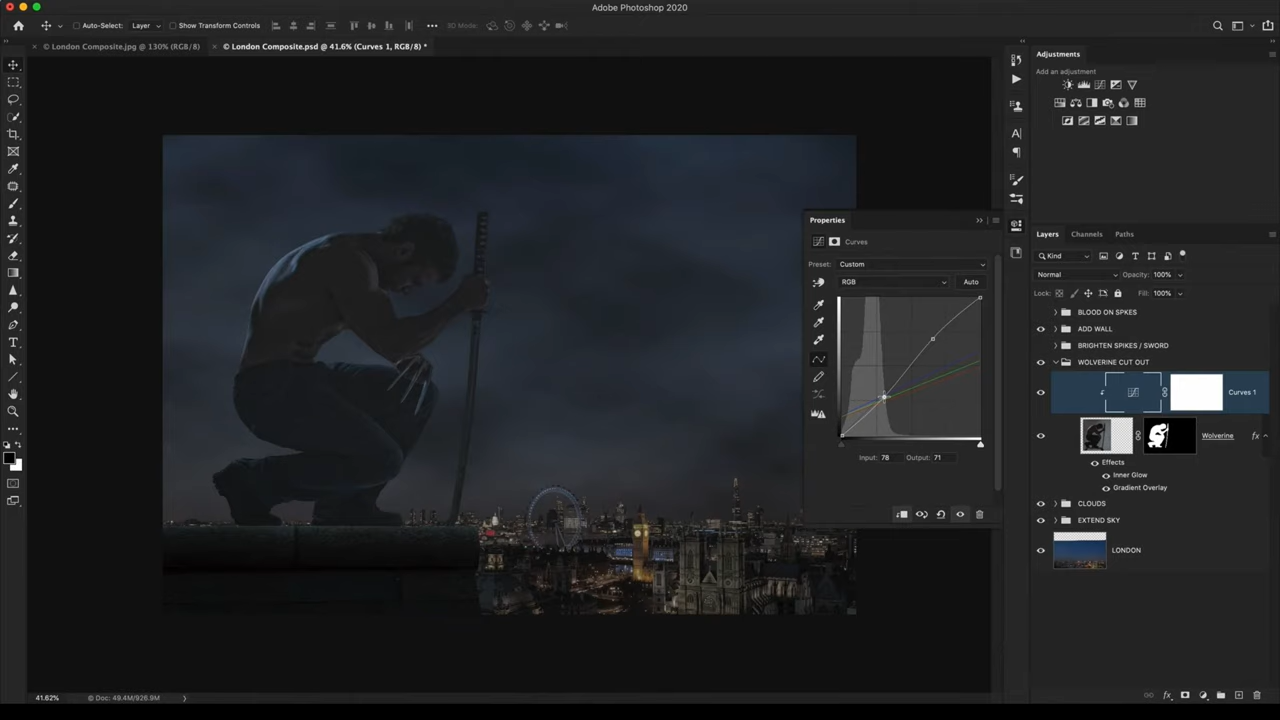 Adobe Photoshop 2020
Auto-Select: Layer Show Transform Controls 3D Mode:
× © London Composite.jpg @ 130% (RGB/8) × © London Composite.psd @ 41.6% (Curves 1, RGB/8) *
Adjustments
Add an adjustment
Properties
Curves
Preset: Custom
RGB Auto
Input: 78 Output: 71
Layers Channels Paths
Kind
Normal Opacity: 100%
Lock: Fill: 100%
BLOOD ON SPKES
ADD WALL
BRIGHTEN SPIKES / SWORD
WOLVERINE CUT OUT
Curves 1
Wolverine fx
Effects
Inner Glow
Gradient Overlay
CLOUDS
EXTEND SKY
LONDON
41.62% © Doc: 49.4M/926.9M
fx